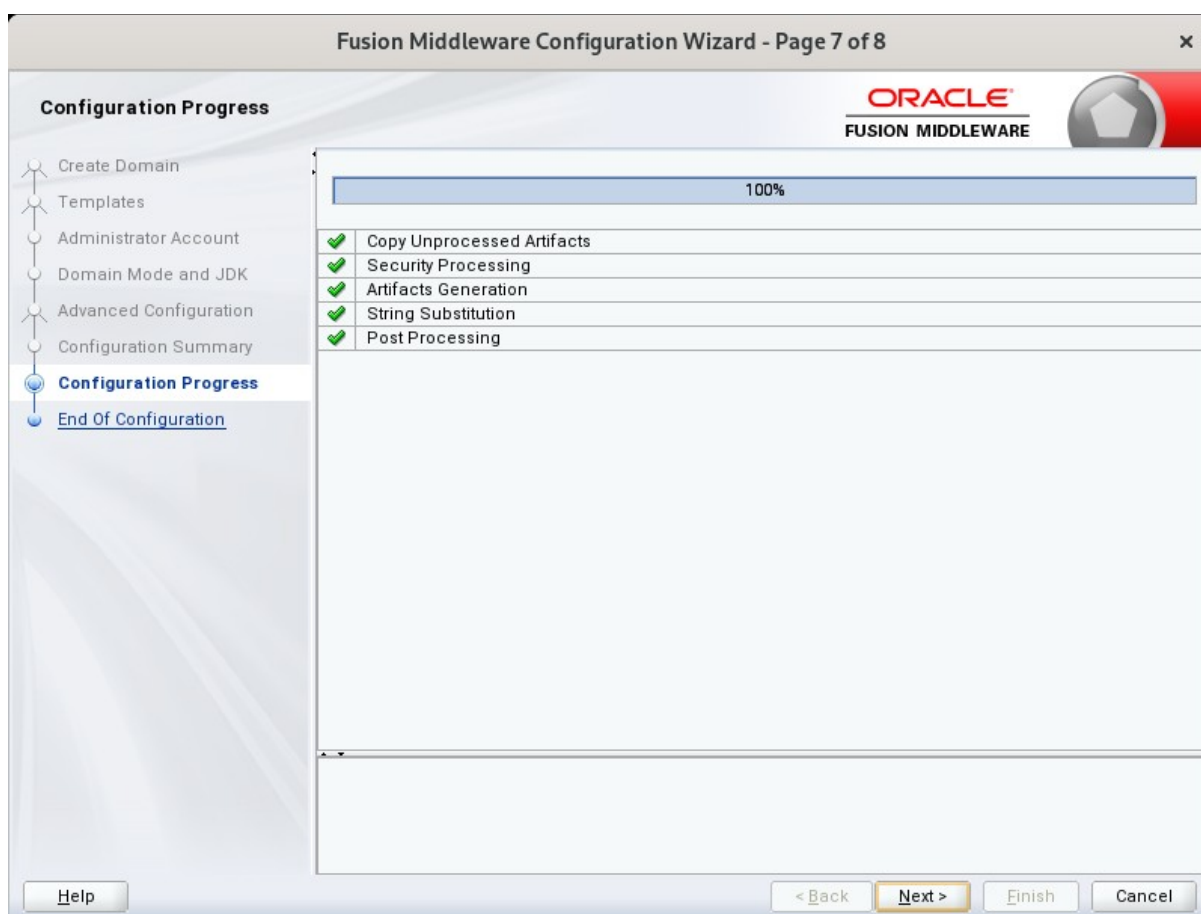 Fusion Middleware Configuration Wizard - Page 7 of 8
×
Configuration Progress
ORACLE
FUSION MIDDLEWARE
Create Domain
Templates
Administrator Account
Domain Mode and JDK
Advanced Configuration
Configuration Summary
Configuration Progress
End Of Configuration
100%
Copy Unprocessed Artifacts
Security Processing
Artifacts Generation
String Substitution
Post Processing
Help
< Back
Next >
Finish
Cancel